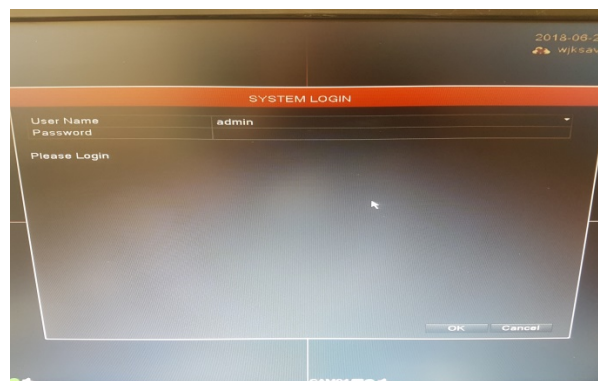 2018-06-2
wjksav
SYSTEM LOGIN
User Name admin
Password
Please Login
OK Cancel